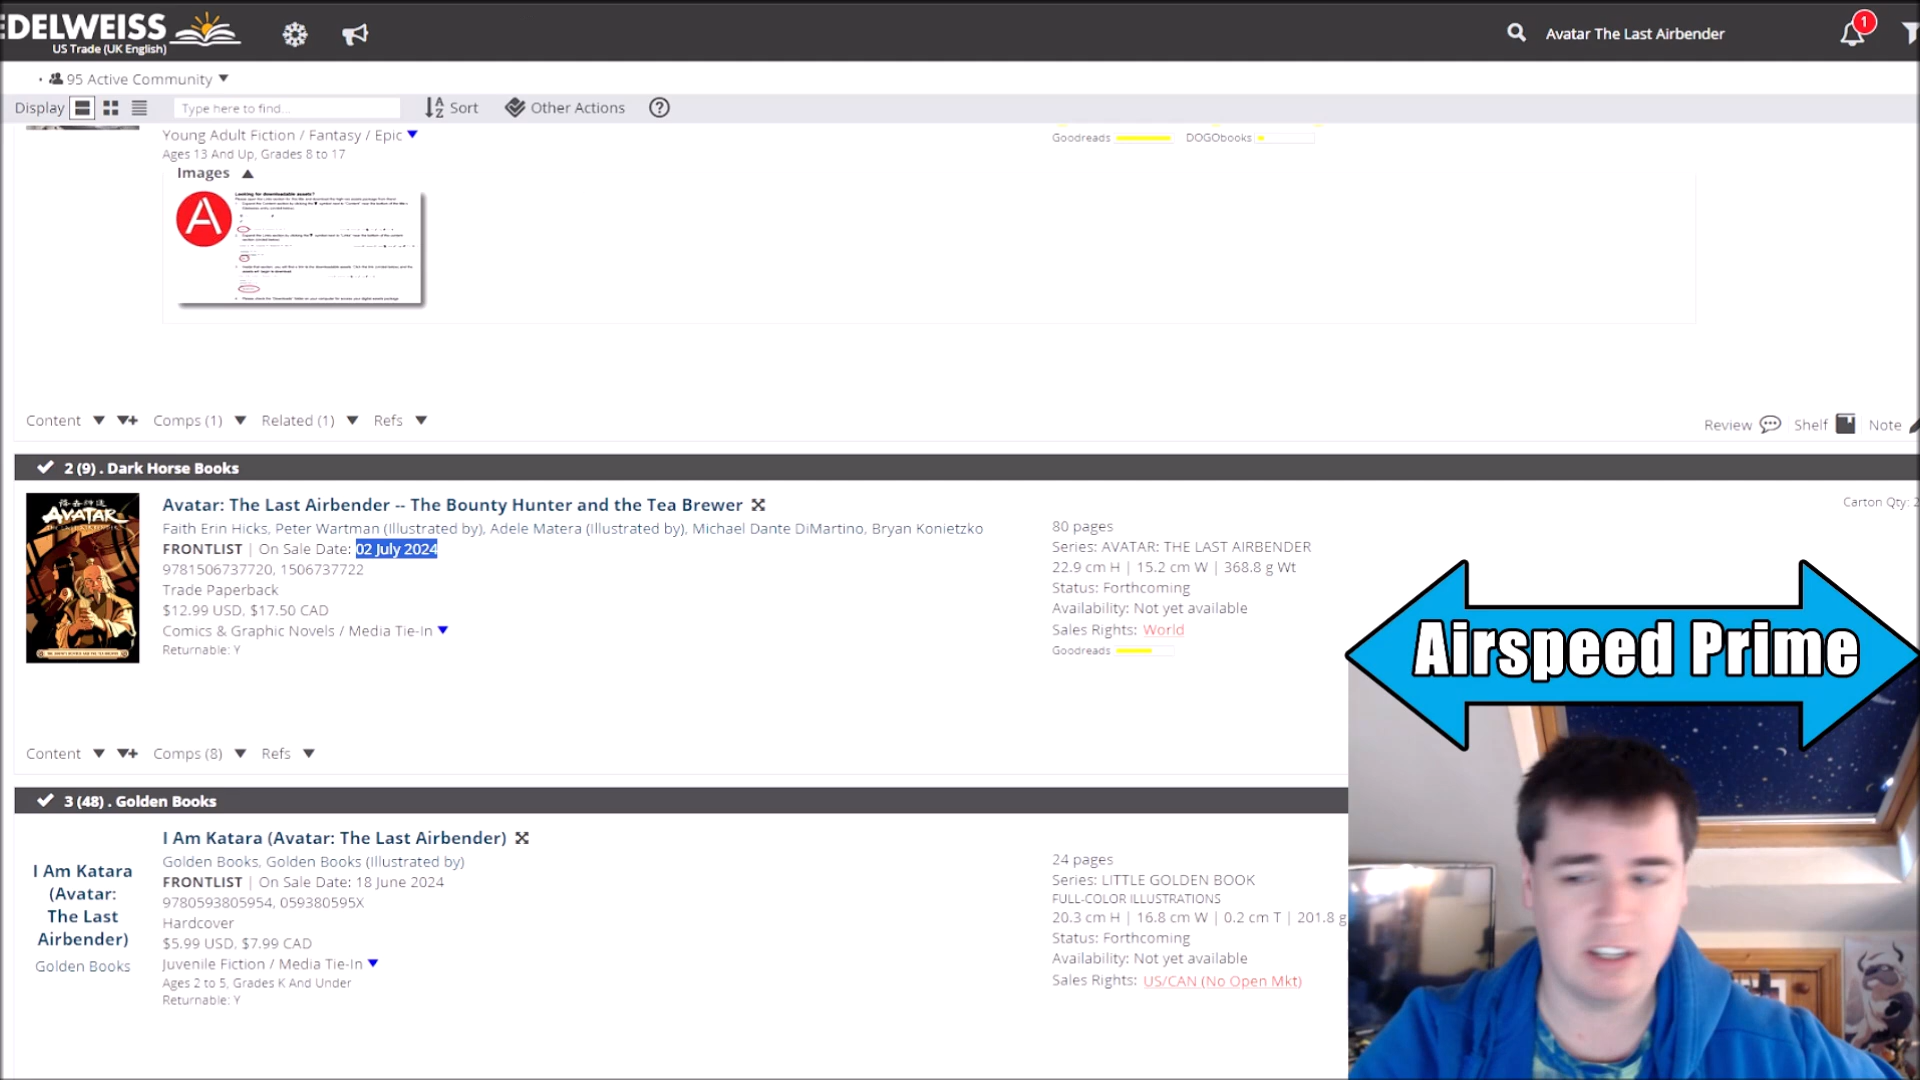 EDELWEISS
US Trade (UK English)
Avatar The Last Airbender
1
95 Active Community
Display
Type here to find...
Sort
Other Actions
Young Adult Fiction / Fantasy / Epic
Ages 13 And Up, Grades 8 to 17
Goodreads
DOGObooks
Images
Looking for downloadable assets?
Content
Comps (1)
Related (1)
Refs
Review
Shelf
Note
2 (9) . Dark Horse Books
AVATAR
Avatar: The Last Airbender -- The Bounty Hunter and the Tea Brewer
Faith Erin Hicks, Peter Wartman (Illustrated by), Adele Matera (Illustrated by), Michael Dante DiMartino, Bryan Konietzko
FRONTLIST | On Sale Date: 02 July 2024
9781506737720, 1506737722
Trade Paperback
$12.99 USD, $17.50 CAD
Comics & Graphic Novels / Media Tie-In
Returnable: Y
Carton Qty: 2
80 pages
Series: AVATAR: THE LAST AIRBENDER
22.9 cm H | 15.2 cm W | 368.8 g Wt
Status: Forthcoming
Availability: Not yet available
Sales Rights: World
Goodreads
Airspeed Prime
Content
Comps (8)
Refs
3 (48) . Golden Books
I Am Katara
(Avatar:
The Last
Airbender)
Golden Books
I Am Katara (Avatar: The Last Airbender)
Golden Books, Golden Books (Illustrated by)
FRONTLIST | On Sale Date: 18 June 2024
9780593805954, 059380595X
Hardcover
$5.99 USD, $7.99 CAD
Juvenile Fiction / Media Tie-In
Ages 2 to 5, Grades K And Under
Returnable: Y
24 pages
Series: LITTLE GOLDEN BOOK
FULL-COLOR ILLUSTRATIONS
20.3 cm H | 16.8 cm W | 0.2 cm T | 201.8 g
Status: Forthcoming
Availability: Not yet available
Sales Rights: US/CAN (No Open Mkt)